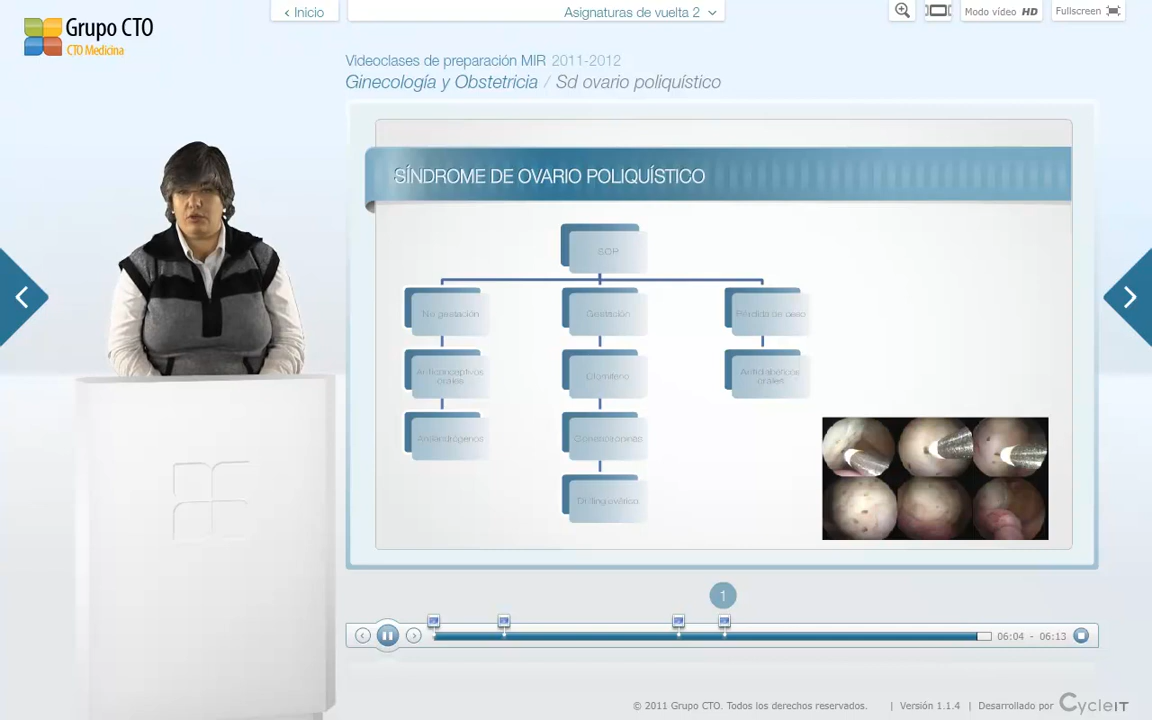 Grupo CTO
CTO Medicina
‹ Inicio
Asignaturas de vuelta 2
Modo vídeo HD
Fullscreen
Videoclases de preparación MIR 2011-2012
Ginecología y Obstetricia / Sd ovario poliquístico
SÍNDROME DE OVARIO POLIQUÍSTICO
S.O.P.
No gestación
Gestación
Pérdida de peso
Anticonceptivos
orales
Clomifeno
Antidiabéticos
orales
Antiandrógenos
Gonadotropinas
Drilling ovárico
1
06:04 - 06:13
© 2011 Grupo CTO. Todos los derechos reservados. | Versión 1.1.4 | Desarrollado por CycleIT